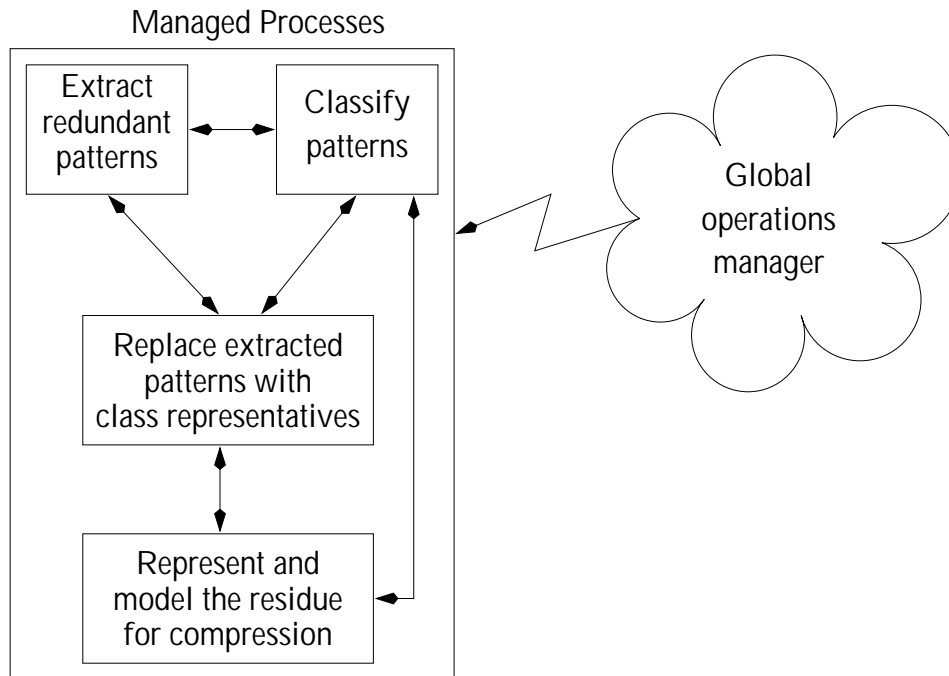 Managed Processes
Extract
redundant
patterns
Classify
patterns
Global
operations
manager
Replace extracted
patterns with
class representatives
Represent and
model the residue
for compression